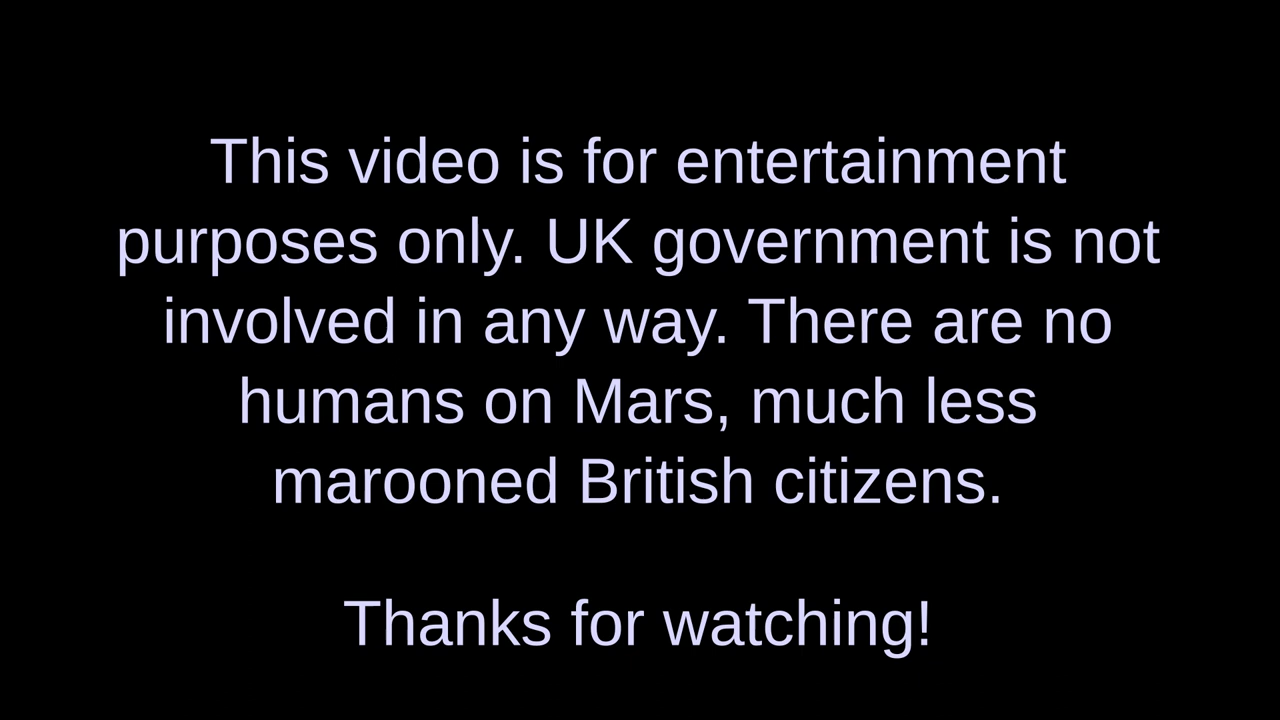 This video is for entertainment
purposes only. UK government is not
involved in any way. There are no
humans on Mars, much less
marooned British citizens.
Thanks for watching!